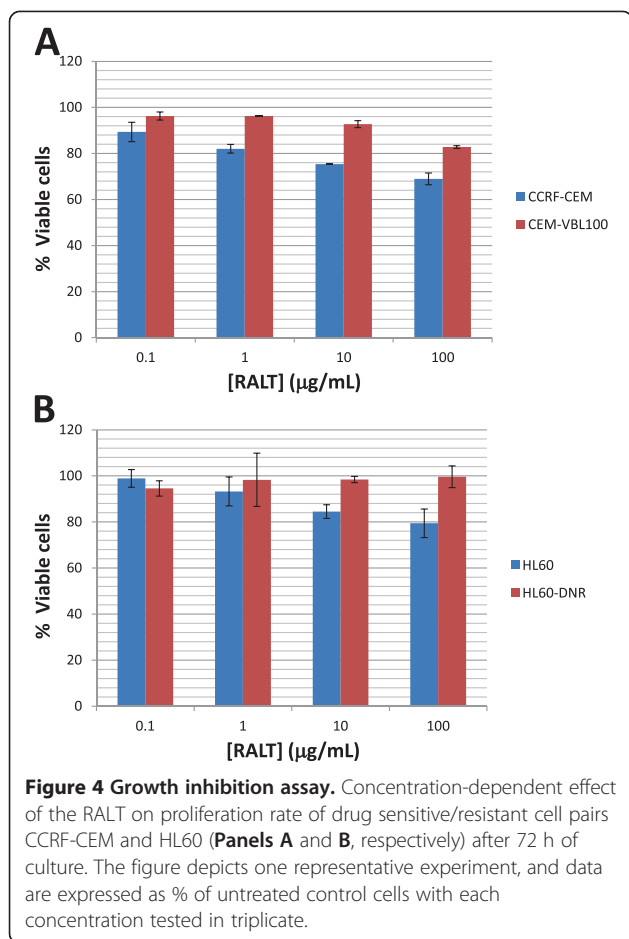 A
120
100
80
60
40
20
0
% Viable cells
0.1 1 10 100
[RALT] (µg/mL)
CCRF-CEM
CEM-VBL100
B
120
100
80
60
40
20
0
% Viable cells
0.1 1 10 100
[RALT] (µg/mL)
HL60
HL60-DNR
Figure 4 Growth inhibition assay. Concentration-dependent effect
of the RALT on proliferation rate of drug sensitive/resistant cell pairs
CCRF-CEM and HL60 (Panels A and B, respectively) after 72 h of
culture. The figure depicts one representative experiment, and data
are expressed as % of untreated control cells with each
concentration tested in triplicate.